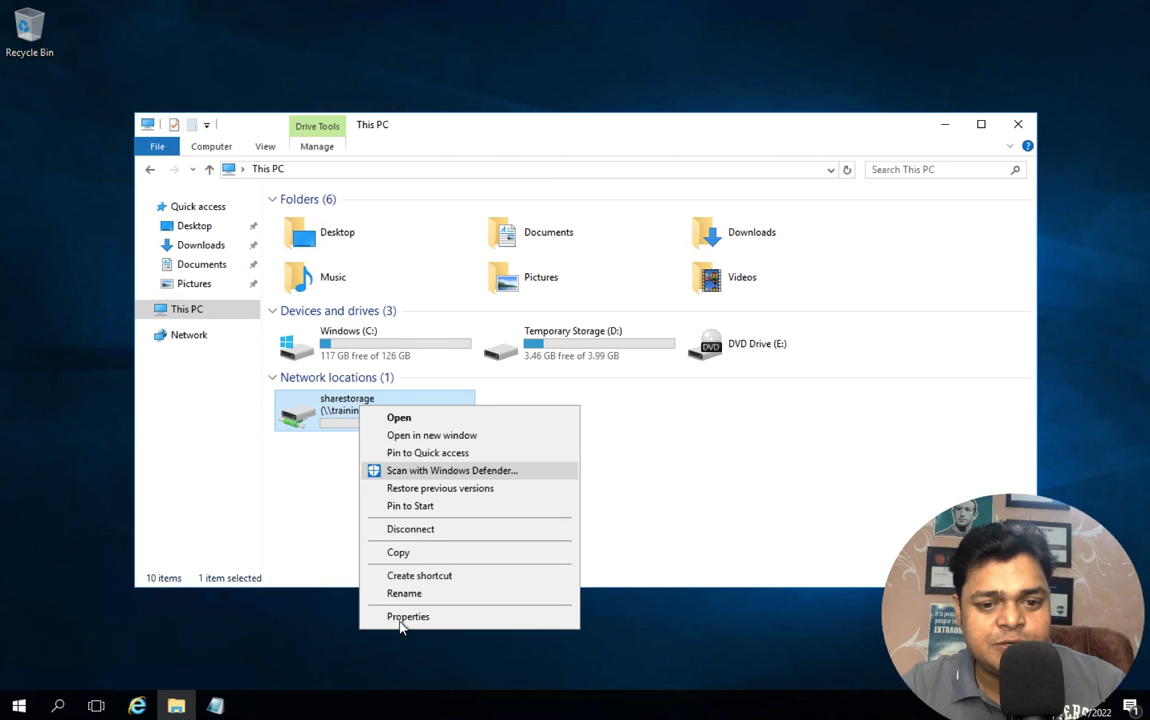 Recycle Bin
Drive Tools
This PC
File
Computer
View
Manage
This PC
Search This PC
Quick access
Desktop
Downloads
Documents
Pictures
This PC
Network
Folders (6)
Desktop
Documents
Downloads
Music
Pictures
Videos
Devices and drives (3)
Windows (C:)
117 GB free of 126 GB
Temporary Storage (D:)
3.46 GB free of 3.99 GB
DVD
DVD Drive (E:)
Network locations (1)
sharestorage
(\\trainin
Open
Open in new window
Pin to Quick access
Scan with Windows Defender...
Restore previous versions
Pin to Start
Disconnect
Copy
Create shortcut
Rename
Properties
10 items
1 item selected
/2022
1